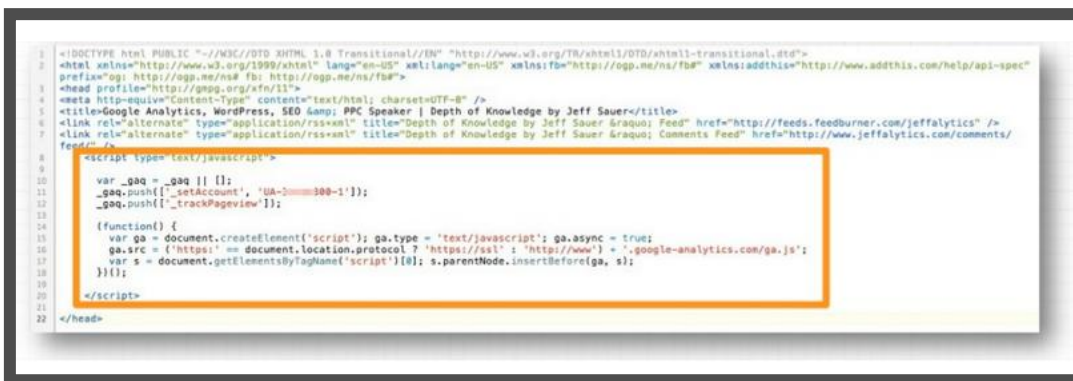 1 <!DOCTYPE html PUBLIC "-//W3C//DTD XHTML 1.0 Transitional//EN" "http://www.w3.org/TR/xhtml1/DTD/xhtml1-transitional.dtd">
2 <html xmlns="http://www.w3.org/1999/xhtml" lang="en-US" xml:lang="en-US" xmlns:fb="http://ogp.me/ns/fb#" xmlns:addthis="http://www.addthis.com/help/api-spec"
prefix="og: http://ogp.me/ns# fb: http://ogp.me/ns/fb#">
3 <head profile="http://gmpg.org/xfn/11">
4 <meta http-equiv="Content-Type" content="text/html; charset=UTF-8" />
5 <title>Google Analytics, WordPress, SEO &amp; PPC Speaker | Depth of Knowledge by Jeff Sauer</title>
6 <link rel="alternate" type="application/rss+xml" title="Depth of Knowledge by Jeff Sauer &raquo; Feed" href="http://feeds.feedburner.com/jeffalytics" />
7 <link rel="alternate" type="application/rss+xml" title="Depth of Knowledge by Jeff Sauer &raquo; Comments Feed" href="http://www.jeffalytics.com/comments/
feed/" />
8 <script type="text/javascript">
9
10 var _gaq = _gaq || [];
11 _gaq.push(['_setAccount', 'UA-300-1']);
12 _gaq.push(['_trackPageview']);
13
14 (function() {
15 var ga = document.createElement('script'); ga.type = 'text/javascript'; ga.async = true;
16 ga.src = ('https:' == document.location.protocol ? 'https://ssl' : 'http://www') + '.google-analytics.com/ga.js';
17 var s = document.getElementsByTagName('script')[0]; s.parentNode.insertBefore(ga, s);
18 })();
19
20 </script>
21
22 </head>